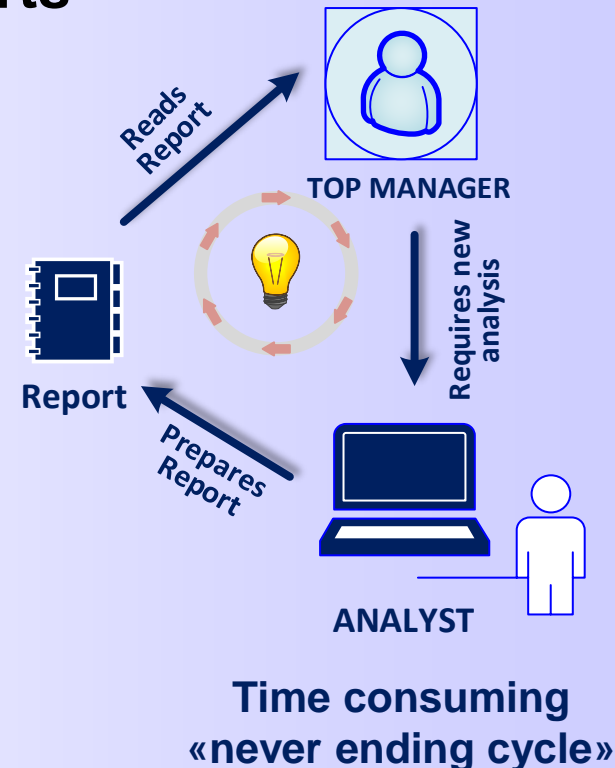 Reads
Report
TOP MANAGER
Requires new
analysis
Report
Prepares
Report
ANALYST
Time consuming
«never ending cycle»